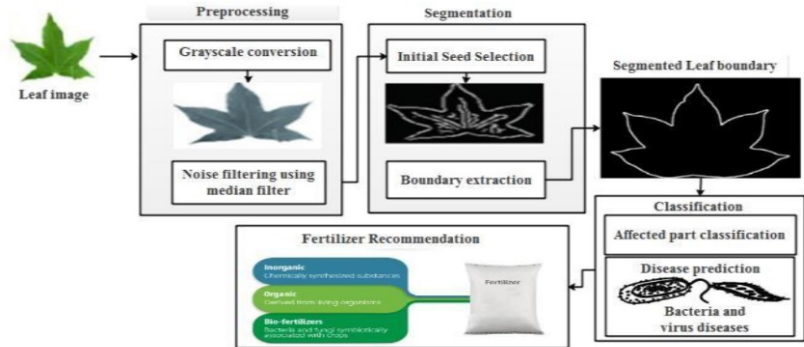 Preprocessing
Segmentation
Leaf image
Grayscale conversion
Noise filtering using
median filter
Initial Seed Selection
Boundary extraction
Segmented Leaf boundary
Classification
Affected part classification
Disease prediction
Bacteria and
virus diseases
Fertilizer Recommendation
Inorganic
Chemically synthesized substances
Organic
Derived from living organisms
Bio-fertilizers
Bacteria and fungi symbiotically
associated with crops
Fertilizer